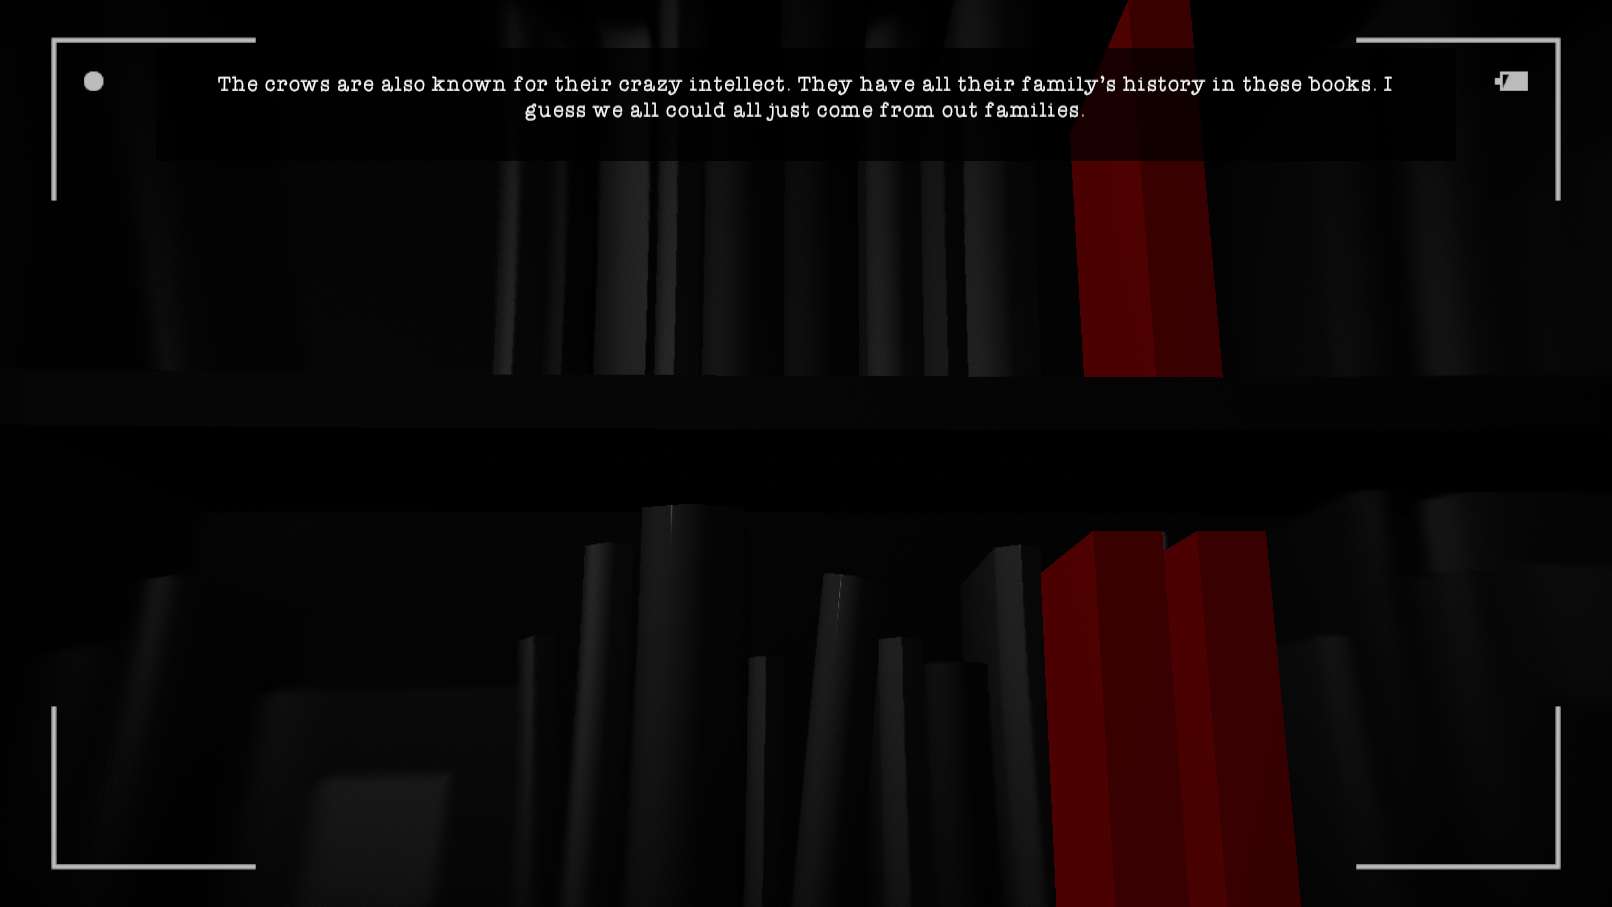 The crows are also known for their crazy intellect. They have all their family's history in these books. I
guess we all could all just come from out families.